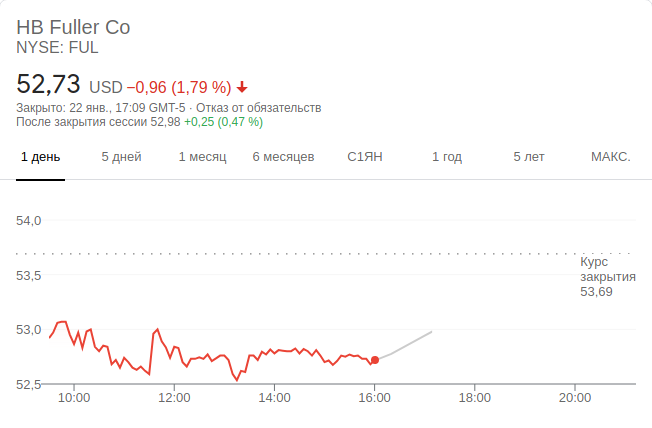 HB Fuller Co
NYSE: FUL
52,73 USD −0,96 (1,79 %)
Закрыто: 22 янв., 17:09 GMT-5 · Отказ от обязательств
После закрытия сессии 52,98 +0,25 (0,47 %)
1 день 5 дней 1 месяц 6 месяцев С1ЯН 1 год 5 лет МАКС.
54,0
Курс
закрытия
53,69
53,5
53,0
52,5
10:00 12:00 14:00 16:00 18:00 20:00